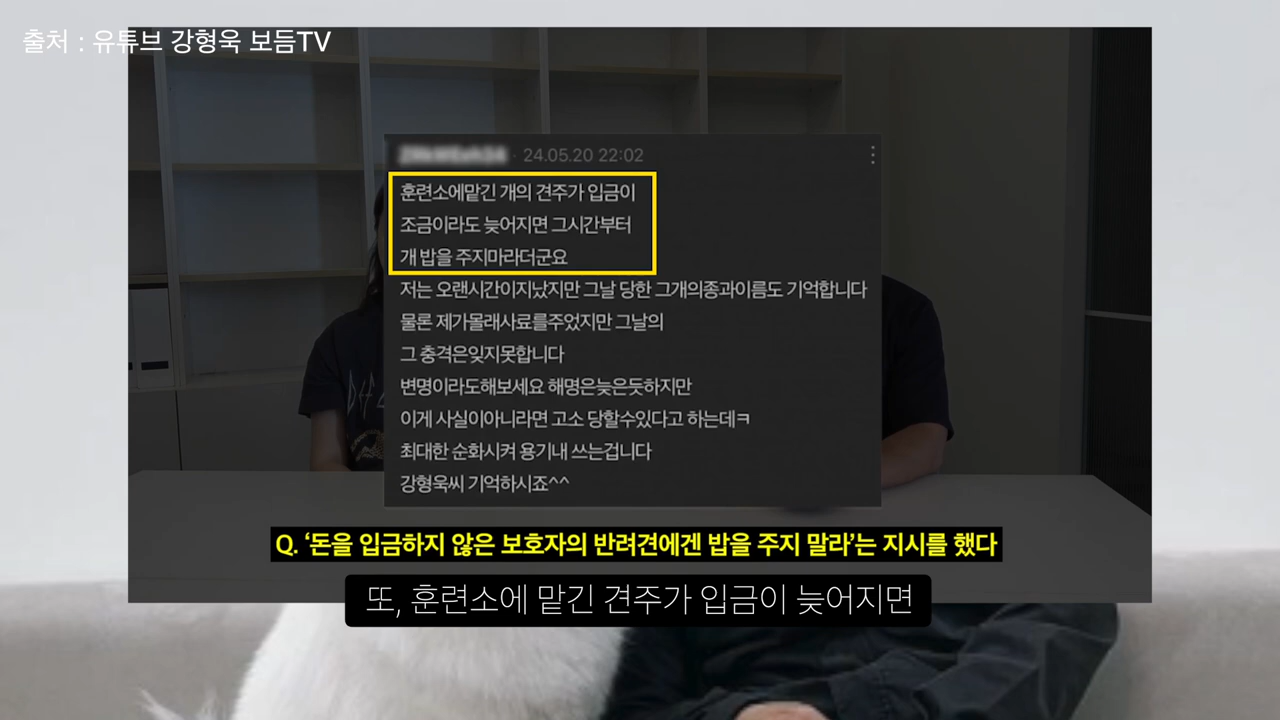 출처 : 유튜브 강형욱 보듬TV
· 24.05.20 22:02
훈련소에맡긴 개의 견주가 입금이
조금이라도 늦어지면 그시간부터
개 밥을 주지마라더군요
저는 오랜시간이지났지만 그날 당한 그개의종과이름도 기억합니다
물론 제가몰래사료를주었지만 그날의
그 충격은잊지못합니다
변명이라도해보세요 해명은늦은듯하지만
이게 사실이아니라면 고소 당할수있다고 하는데ㅋ
최대한 순화시켜 용기내 쓰는겁니다
강형욱씨 기억하시죠^^
Q. ‘돈을 입금하지 않은 보호자의 반려견에겐 밥을 주지 말라’는 지시를 했다
또, 훈련소에 맡긴 견주가 입금이 늦어지면